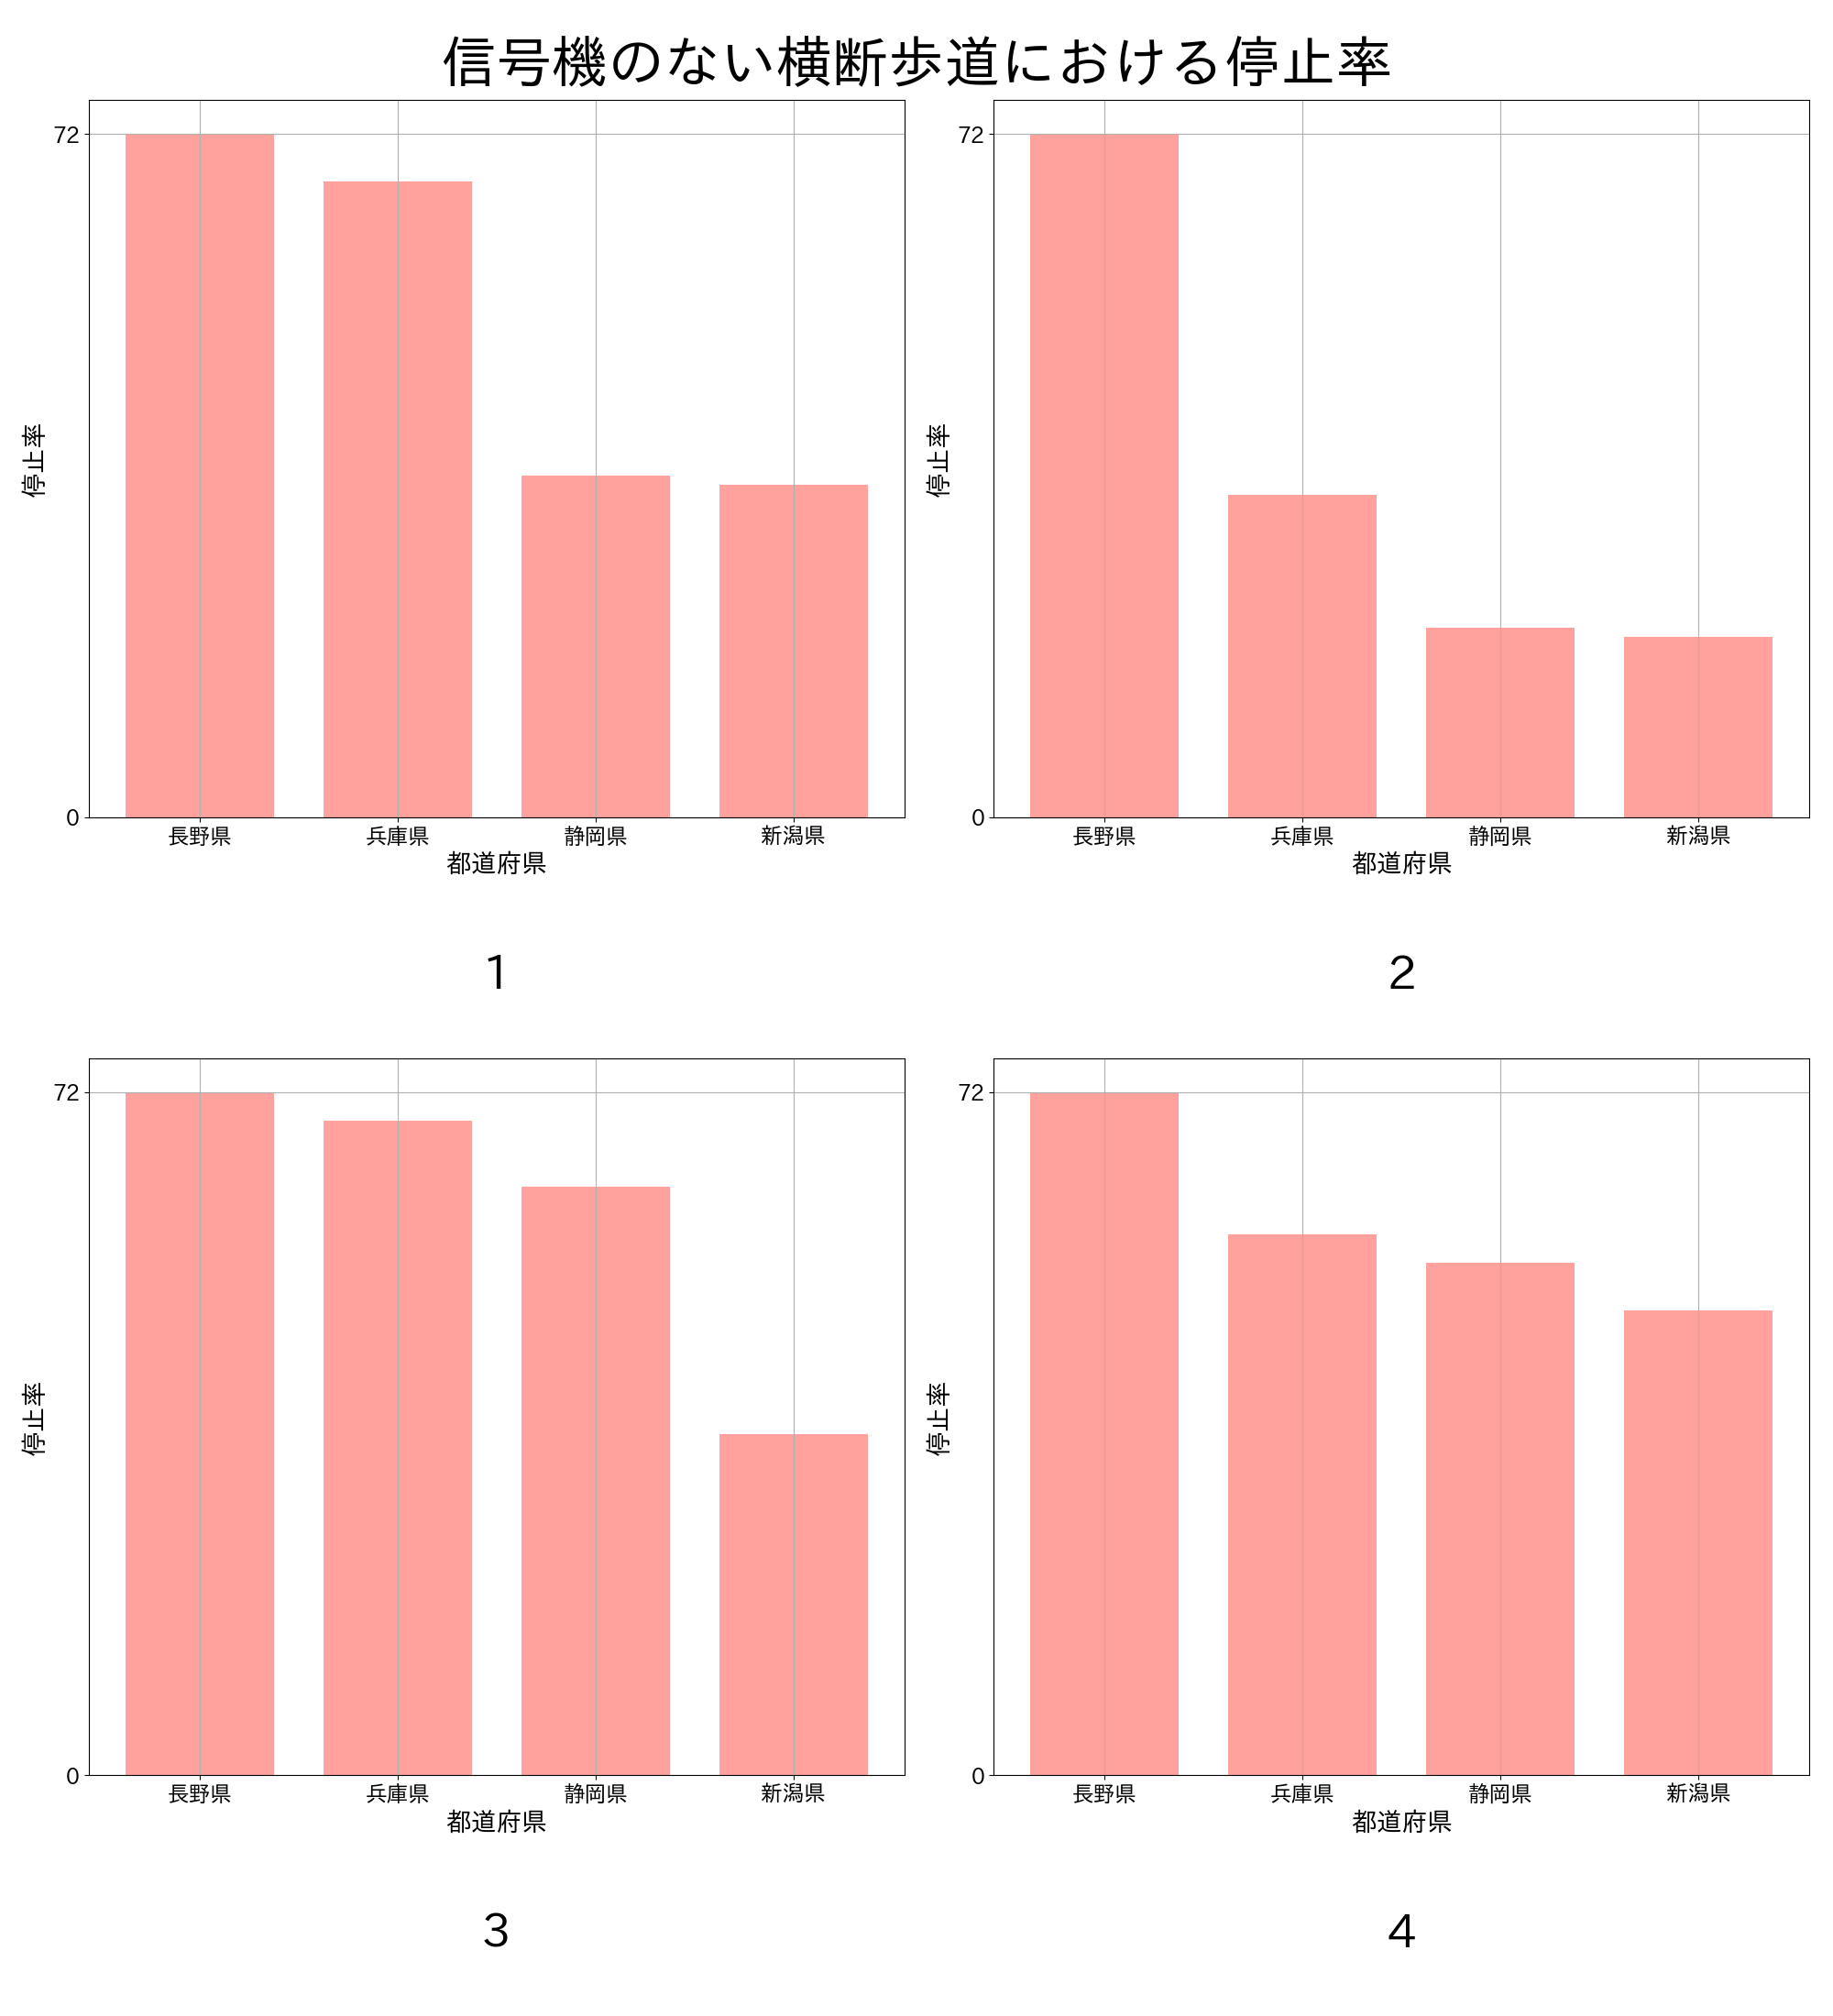 信号機のない横断歩道における停止率
72
停止率
0
長野県 兵庫県 静岡県 新潟県
都道府県
1
72
停止率
0
長野県 兵庫県 静岡県 新潟県
都道府県
2
72
停止率
0
長野県 兵庫県 静岡県 新潟県
都道府県
3
72
停止率
0
長野県 兵庫県 静岡県 新潟県
都道府県
4